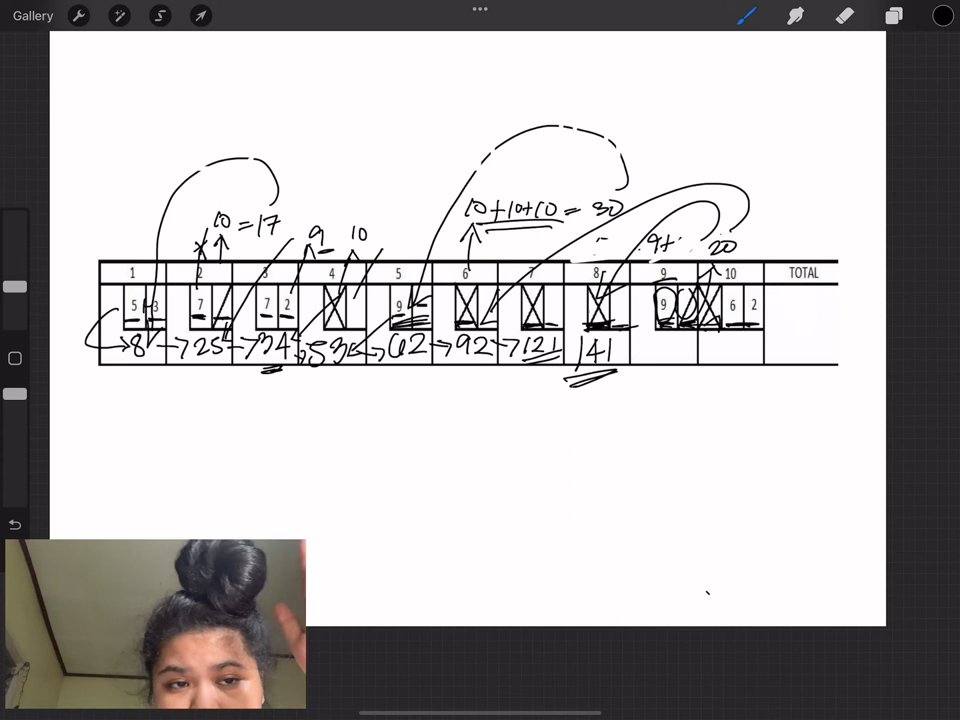 Gallery
10 = 17
9
10
10+10+10 = 30
9+
20
1 2 3 4 5 6 7 8 9 10 TOTAL
5 3 7 7 2 9 9 6 2
8 25 34 53 62 92 121 141